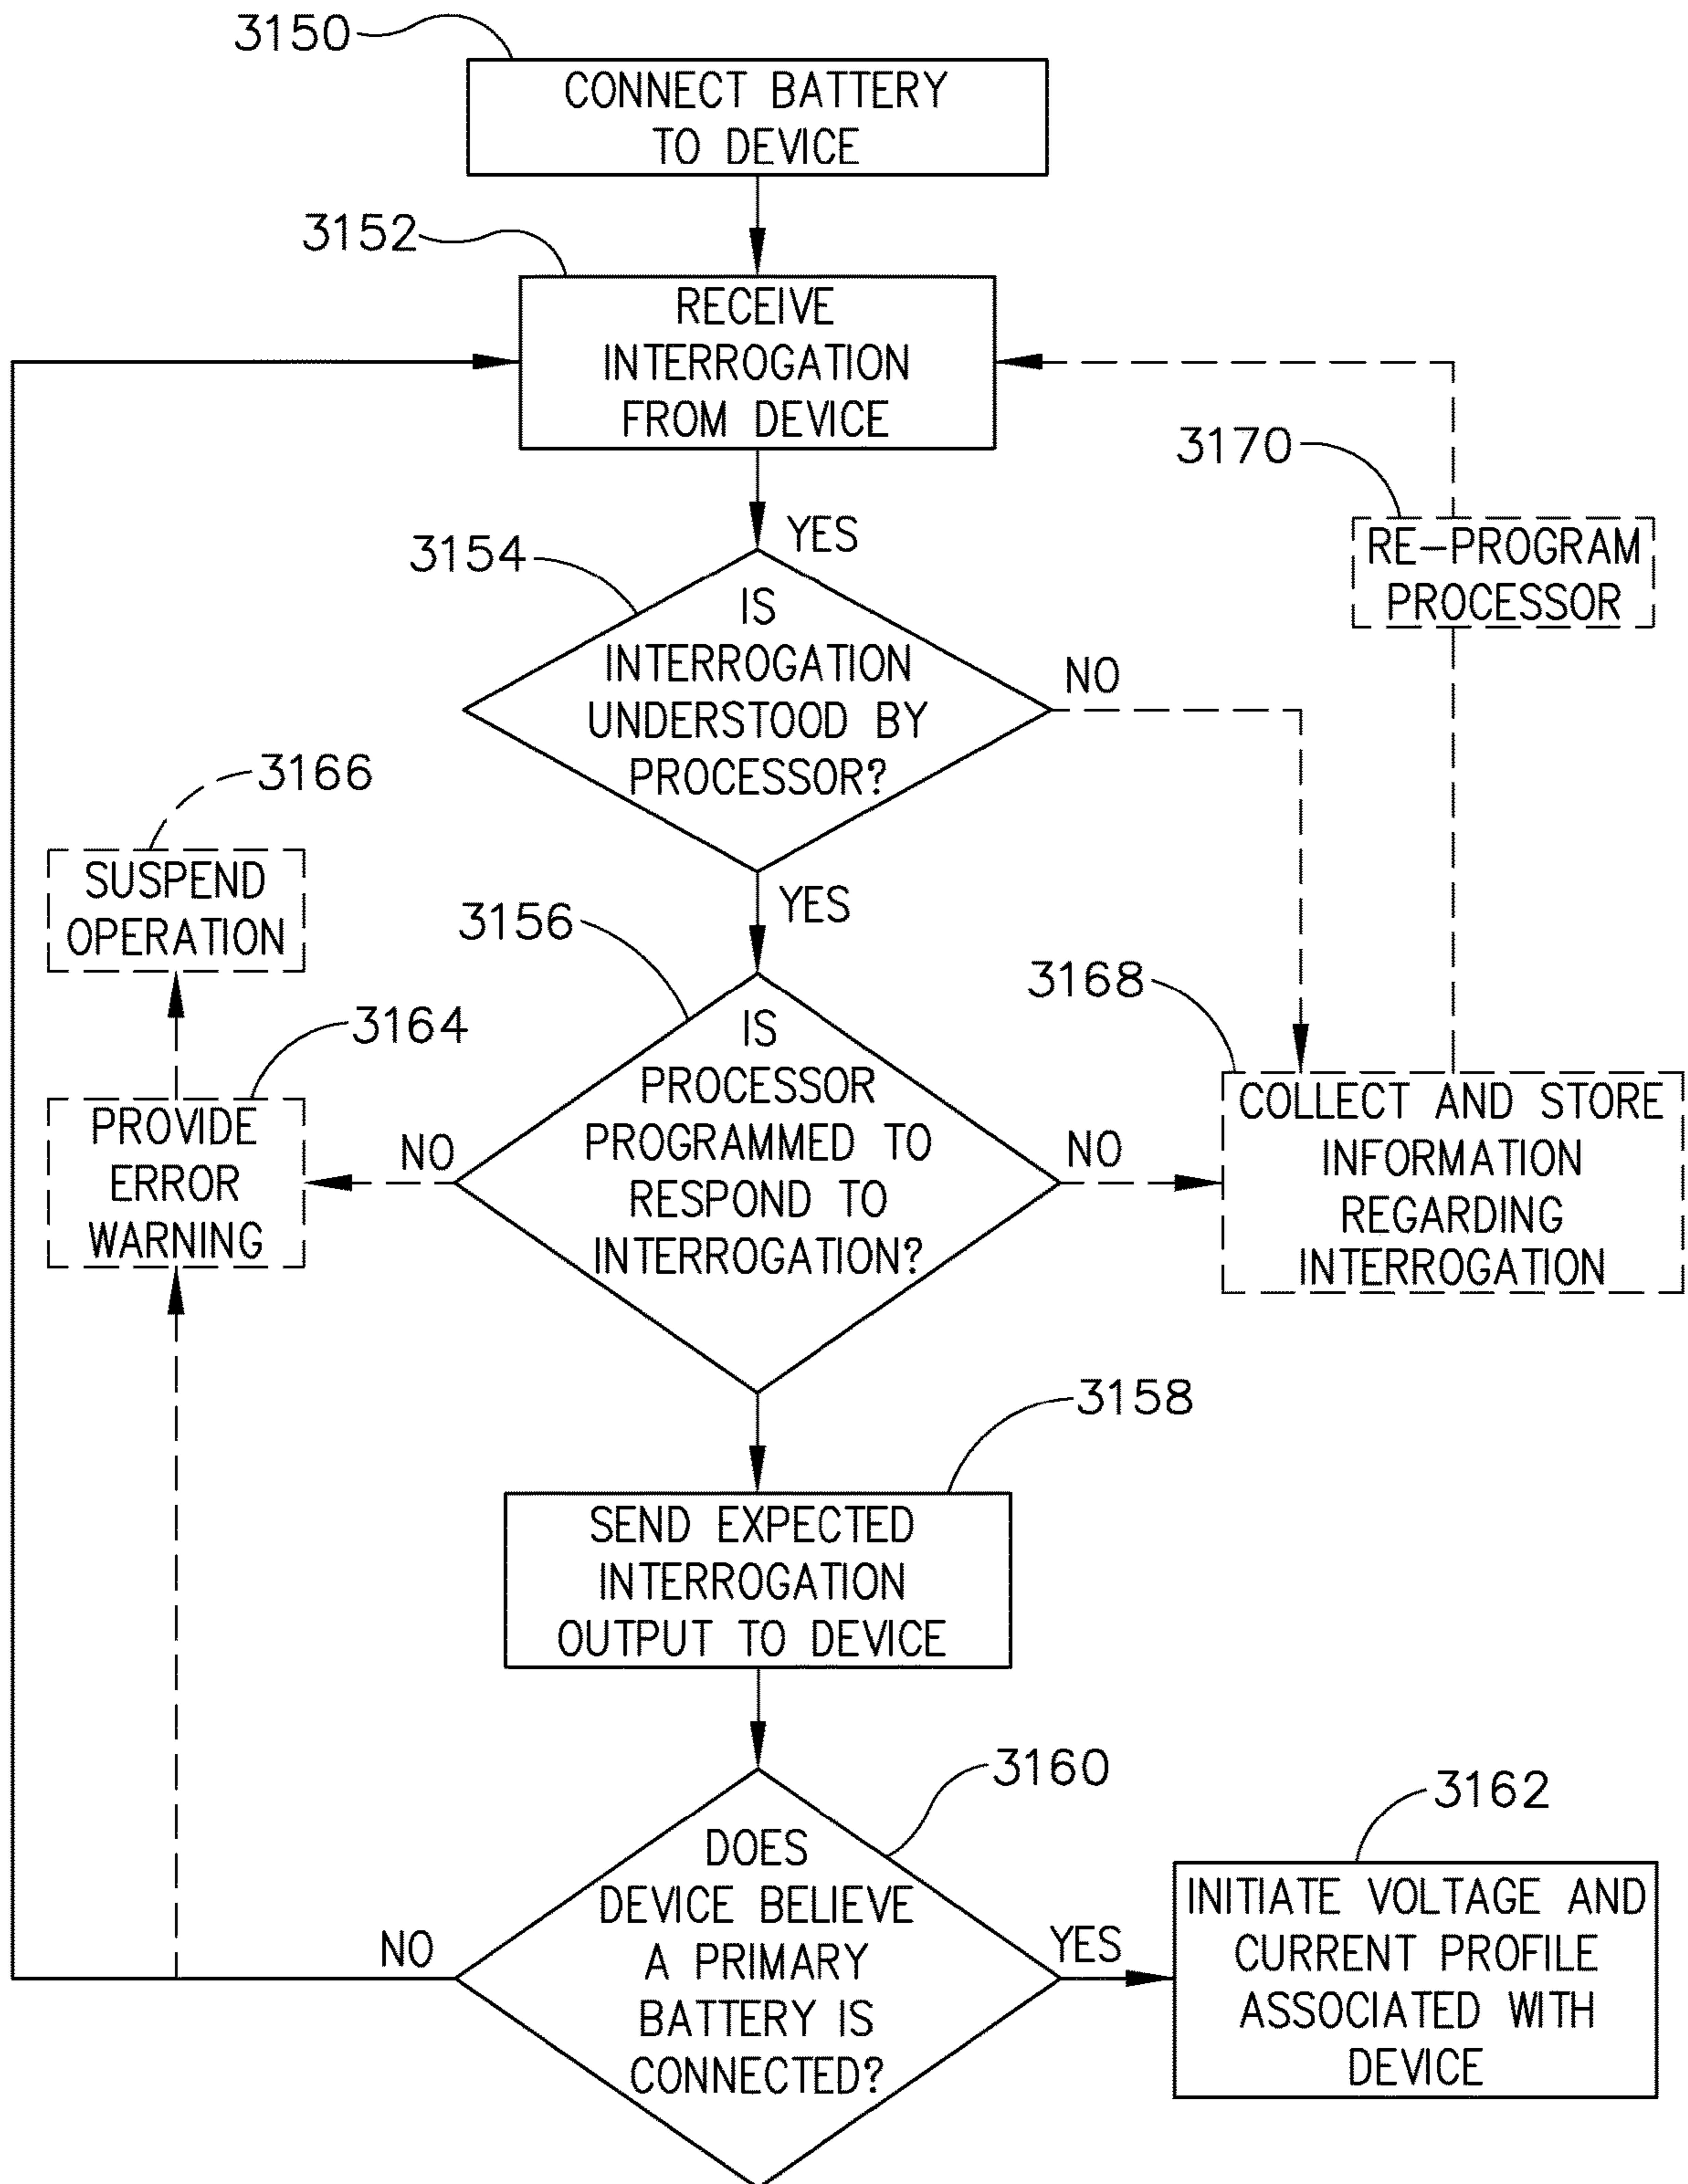 3150
CONNECT BATTERY
TO DEVICE
3152
RECEIVE
INTERROGATION
FROM DEVICE
3170
RE-PROGRAM
PROCESSOR
YES
3154
IS
INTERROGATION
UNDERSTOOD BY
PROCESSOR?
NO
3166
SUSPEND
OPERATION
YES
3156
IS
PROCESSOR
PROGRAMMED TO
RESPOND TO
INTERROGATION?
3164
PROVIDE
ERROR
WARNING
NO
NO
3168
COLLECT AND STORE
INFORMATION
REGARDING
INTERROGATION
3158
SEND EXPECTED
INTERROGATION
OUTPUT TO DEVICE
3160
DOES
DEVICE BELIEVE
A PRIMARY
BATTERY IS
CONNECTED?
NO
YES
3162
INITIATE VOLTAGE AND
CURRENT PROFILE
ASSOCIATED WITH
DEVICE